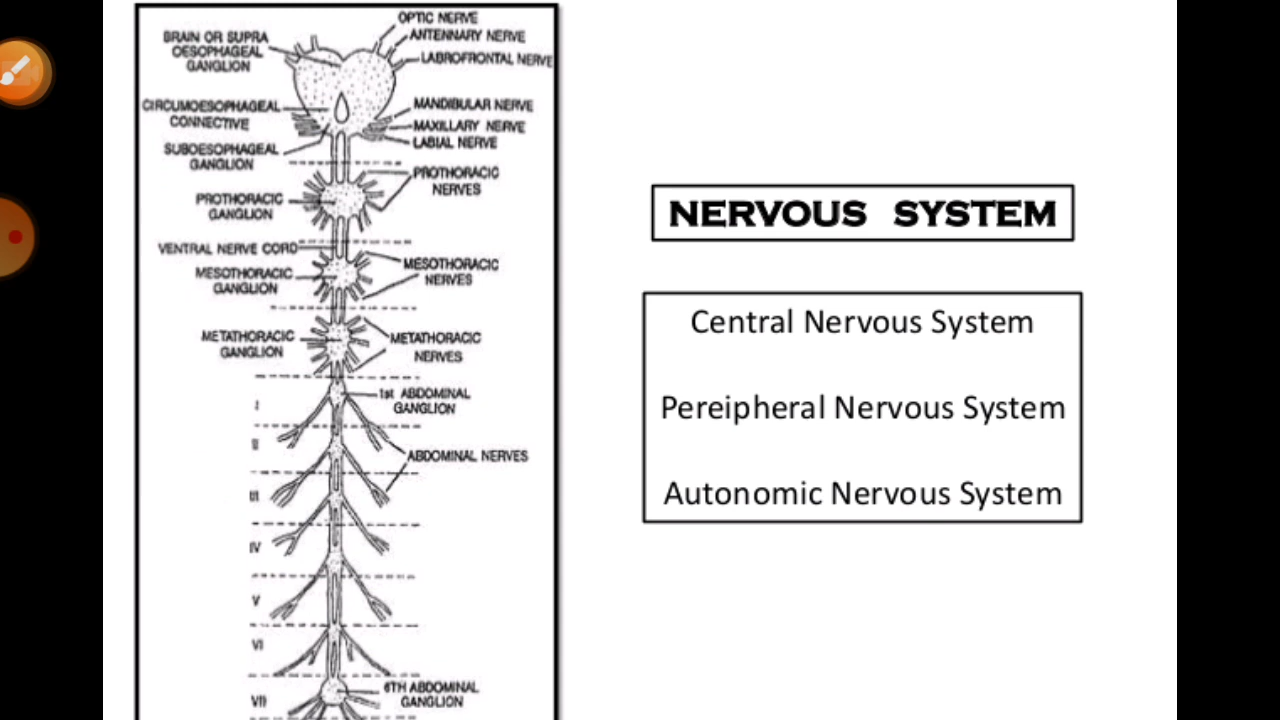 OPTIC NERVE
BRAIN OR SUPRA
OESOPHAGEAL
GANGLION
ANTENNARY NERVE
LABROFRONTAL NERVE
CIRCUMOESOPHAGEAL
CONNECTIVE
MANDIBULAR NERVE
MAXILLARY NERVE
LABIAL NERVE
SUBOESOPHAGEAL
GANGLION
PROTHORACIC
NERVES
PROTHORACIC
GANGLION
VENTRAL NERVE CORD
MESOTHORACIC
NERVES
MESOTHORACIC
GANGLION
METATHORACIC
GANGLION
METATHORACIC
NERVES
1st ABDOMINAL
GANGLION
I
II
ABDOMINAL NERVES
III
IV
V
VI
VII
6TH ABDOMINAL
GANGLION
NERVOUS SYSTEM
Central Nervous System
Pereipheral Nervous System
Autonomic Nervous System